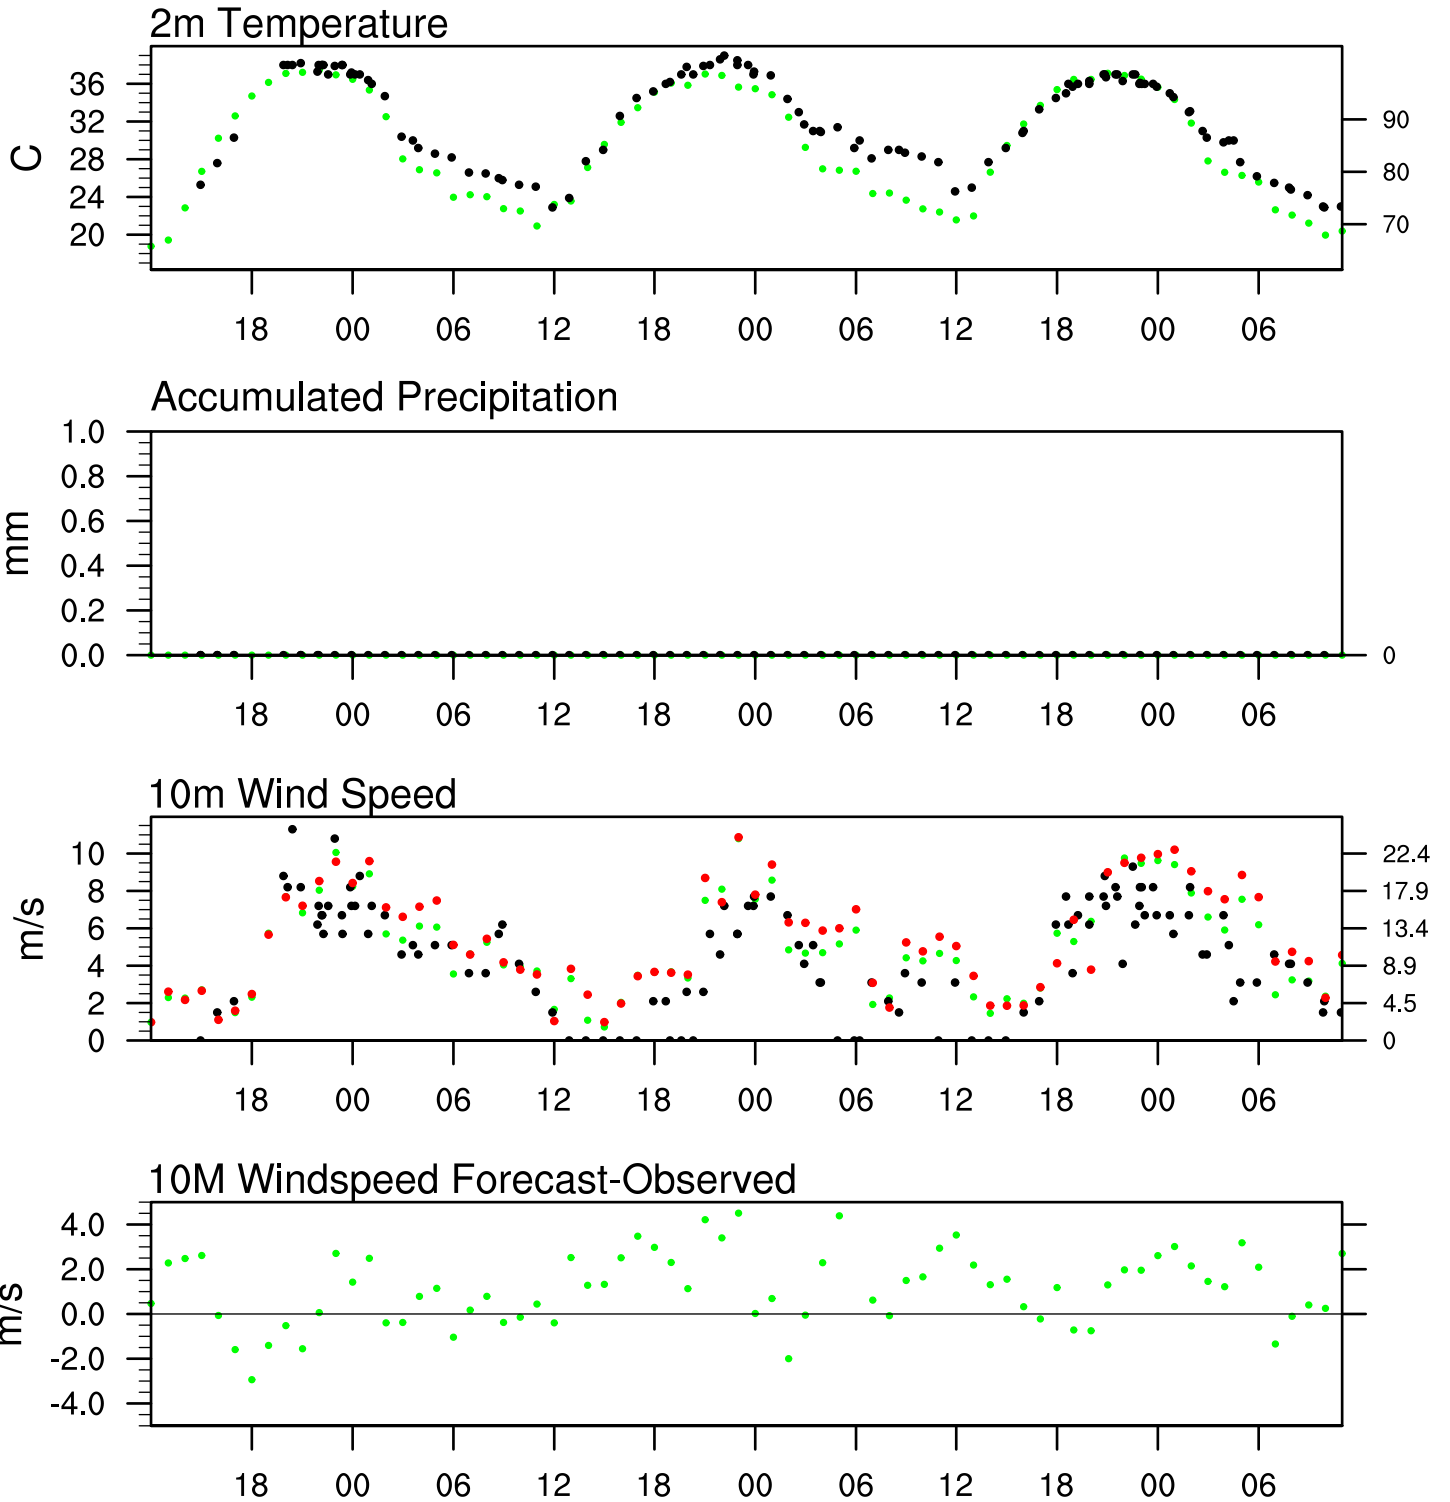 2m Temperature
36
32
28
24
20
C
90
80
70
18 00 06 12 18 00 06 12 18 00 06
Accumulated Precipitation
1.0
0.8
0.6
0.4
0.2
0.0
mm
0
18 00 06 12 18 00 06 12 18 00 06
10m Wind Speed
10
8
6
4
2
0
m/s
22.4
17.9
13.4
8.9
4.5
0
18 00 06 12 18 00 06 12 18 00 06
10M Windspeed Forecast-Observed
4.0
2.0
0.0
-2.0
-4.0
m/s
18 00 06 12 18 00 06 12 18 00 06